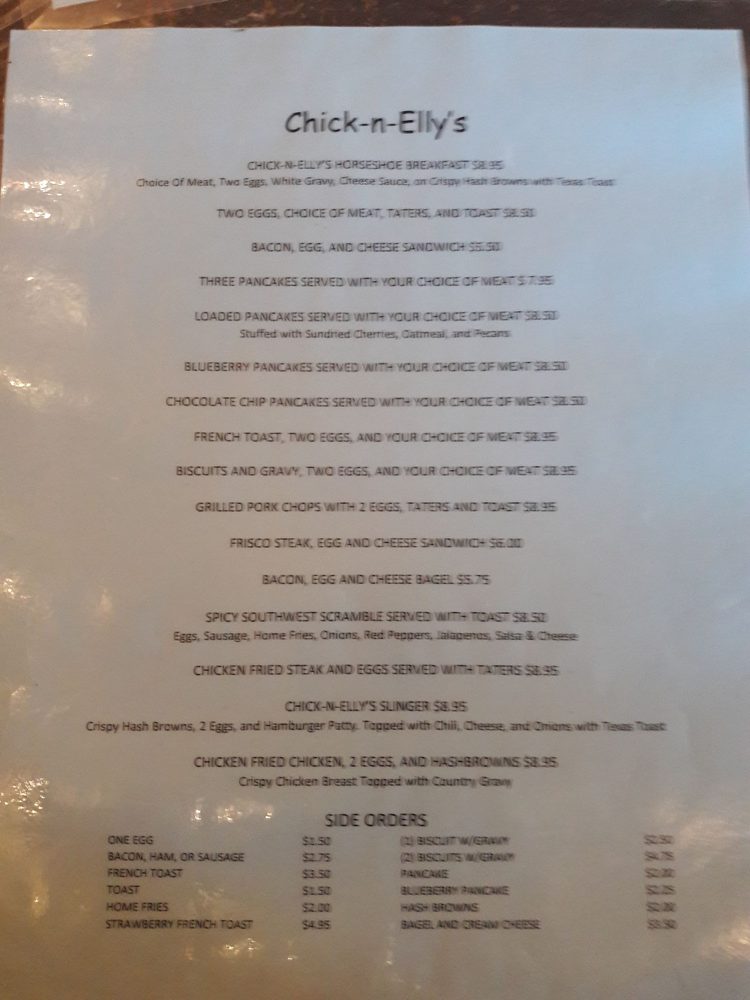 Chick-n-Elly's
CHICK-N-ELLY'S HORSESHOE BREAKFAST $8.95
Choice Of Meat, Two Eggs, White Gravy, Cheese Sauce, on Crispy Hash Browns with Texas Toast
TWO EGGS, CHOICE OF MEAT, TATERS, AND TOAST $8.50
BACON, EGG, AND CHEESE SANDWICH $5.50
THREE PANCAKES SERVED WITH YOUR CHOICE OF MEAT $ 7.95
LOADED PANCAKES SERVED WITH YOUR CHOICE OF MEAT $8.50
Stuffed with Sundried Cherries, Oatmeal, and Pecans
BLUEBERRY PANCAKES SERVED WITH YOUR CHOICE OF MEAT $8.50
CHOCOLATE CHIP PANCAKES SERVED WITH YOUR CHOICE OF MEAT $8.50
FRENCH TOAST, TWO EGGS, AND YOUR CHOICE OF MEAT $8.95
BISCUITS AND GRAVY, TWO EGGS, AND YOUR CHOICE OF MEAT $8.95
GRILLED PORK CHOPS WITH 2 EGGS, TATERS AND TOAST $8.95
FRISCO STEAK, EGG AND CHEESE SANDWICH $6.00
BACON, EGG AND CHEESE BAGEL $5.75
SPICY SOUTHWEST SCRAMBLE SERVED WITH TOAST $8.50
Eggs, Sausage, Home Fries, Onions, Red Peppers, Jalapenos, Salsa & Cheese
CHICKEN FRIED STEAK AND EGGS SERVED WITH TATERS $8.95
CHICK-N-ELLY'S SLINGER $8.95
Crispy Hash Browns, 2 Eggs, and Hamburger Patty. Topped with Chili, Cheese, and Onions with Texas Toast
CHICKEN FRIED CHICKEN, 2 EGGS, AND HASHBROWNS $8.95
Crispy Chicken Breast Topped with Country Gravy
SIDE ORDERS
ONE EGG $1.50 (1) BISCUIT W/GRAVY $2.50
BACON, HAM, OR SAUSAGE $2.75 (2) BISCUITS W/GRAVY $4.75
FRENCH TOAST $3.50 PANCAKE $2.00
TOAST $1.50 BLUEBERRY PANCAKE $2.25
HOME FRIES $2.00 HASH BROWNS $2.00
STRAWBERRY FRENCH TOAST $4.95 BAGEL AND CREAM CHEESE